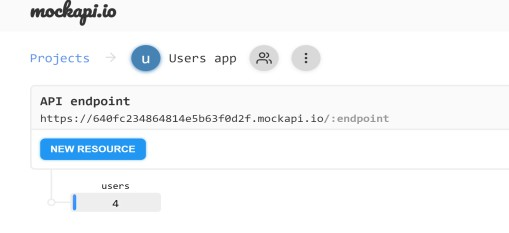 mockapi.io
Projects → u Users app
API endpoint
https://640fc234864814e5b63f0d2f.mockapi.io/:endpoint
NEW RESOURCE
users
4